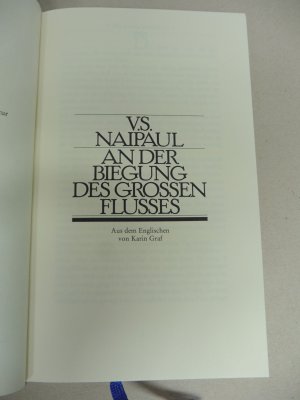 V.S.
NAIPAUL
AN DER
BIEGUNG
DES GROSSEN
FLUSSES
Aus dem Englischen
von Karin Graf